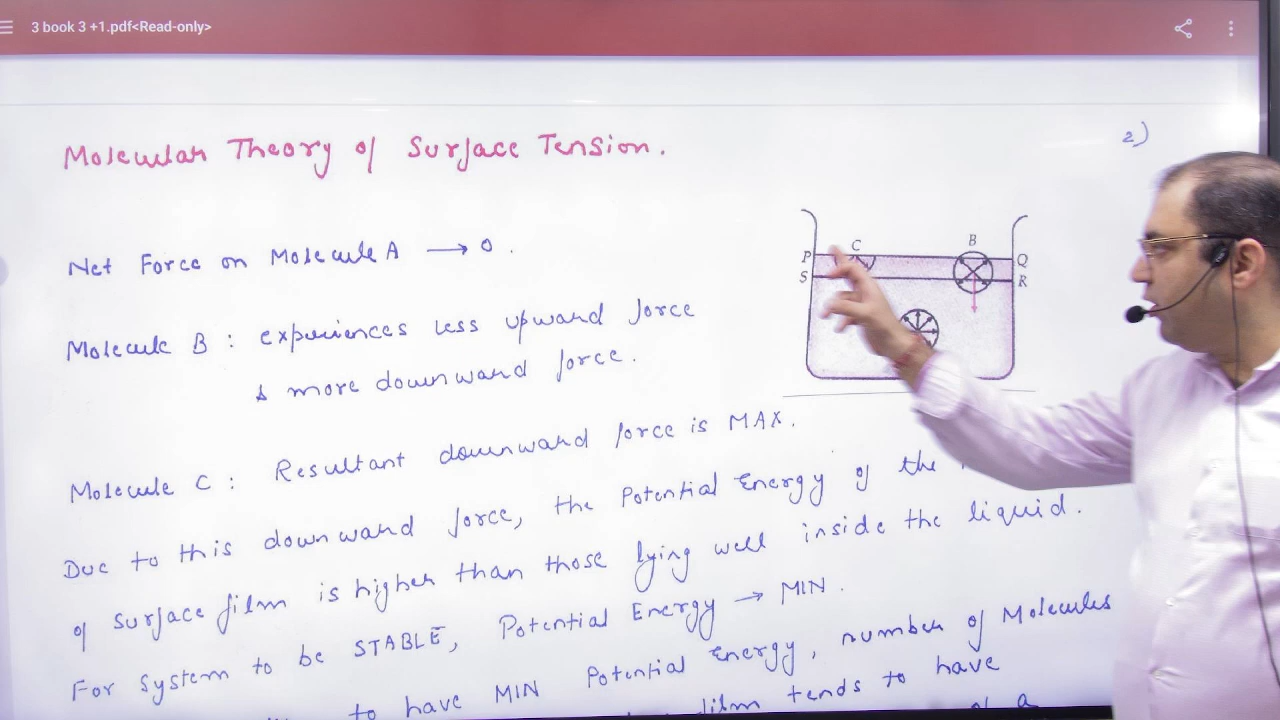 3 book 3 +1.pdf<Read-only>
Molecular Theory of Surface Tension.
2)
Net Force on Molecule A → 0.
Molecule B : experiences less upward force
& more downward force.
P
C
B
Q
S
R
Molecule C : Resultant downward force is MAX.
Due to this downward force, the Potential Energy of the
of surface film is higher than those lying well inside the liquid.
For system to be STABLE, Potential Energy → MIN.
to have MIN Potential Energy, number of Molecules
film tends to have
of a